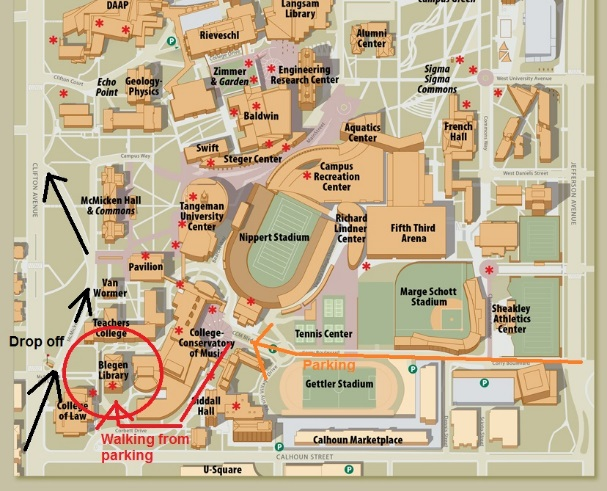 DAAP
Rieveschl
Langsam
Library
Alumni
Center
Clifton Court
Echo
Point
Geology-
Physics
Zimmer
& Garden
Engineering
Research Center
Sigma
Sigma
Commons
West University Avenue
Baldwin
Swift
Steger Center
Aquatics
Center
French
Hall
Campus Way
Campus
Recreation
Center
West Daniels Street
CLIFTON AVENUE
JEFFERSON AVENUE
McMicken Hall
& Commons
Tangeman
University
Center
Nippert Stadium
Richard
Lindner
Center
Fifth Third
Arena
Pavilion
Van
Wormer
Marge Schott
Stadium
Sheakley
Athletics
Center
Teachers
College
College-
Conservatory
of Music
Tennis Center
Drop off
Parking
Blegen
Library
Gettler Stadium
College
of Law
Siddall
Hall
Walking from
parking
Calhoun Marketplace
CALHOUN STREET
U-Square